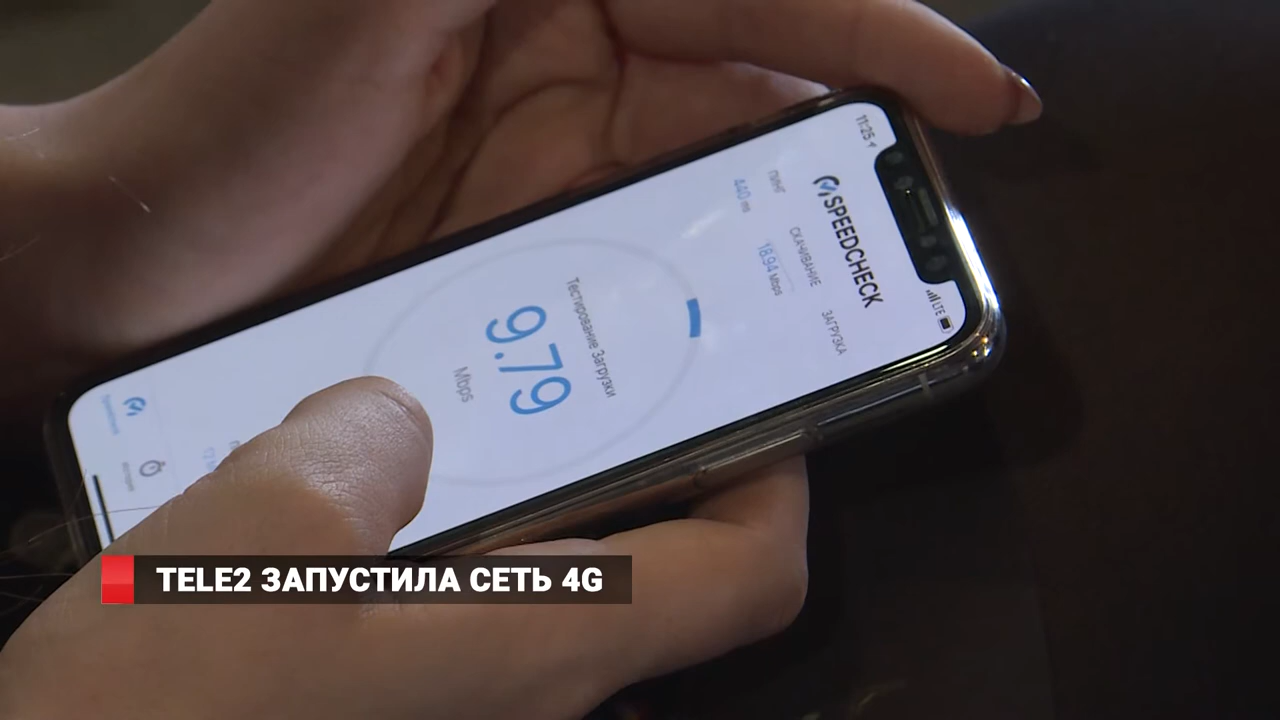 11:25
LTE
SPEEDCHECK
ПИНГ
СКАЧИВАНИЕ
ЗАГРУЗКА
440 ms
18.94 Mbps
Тестирование Загрузки
9.79
Mbps
TELE2 ЗАПУСТИЛА СЕТЬ 4G